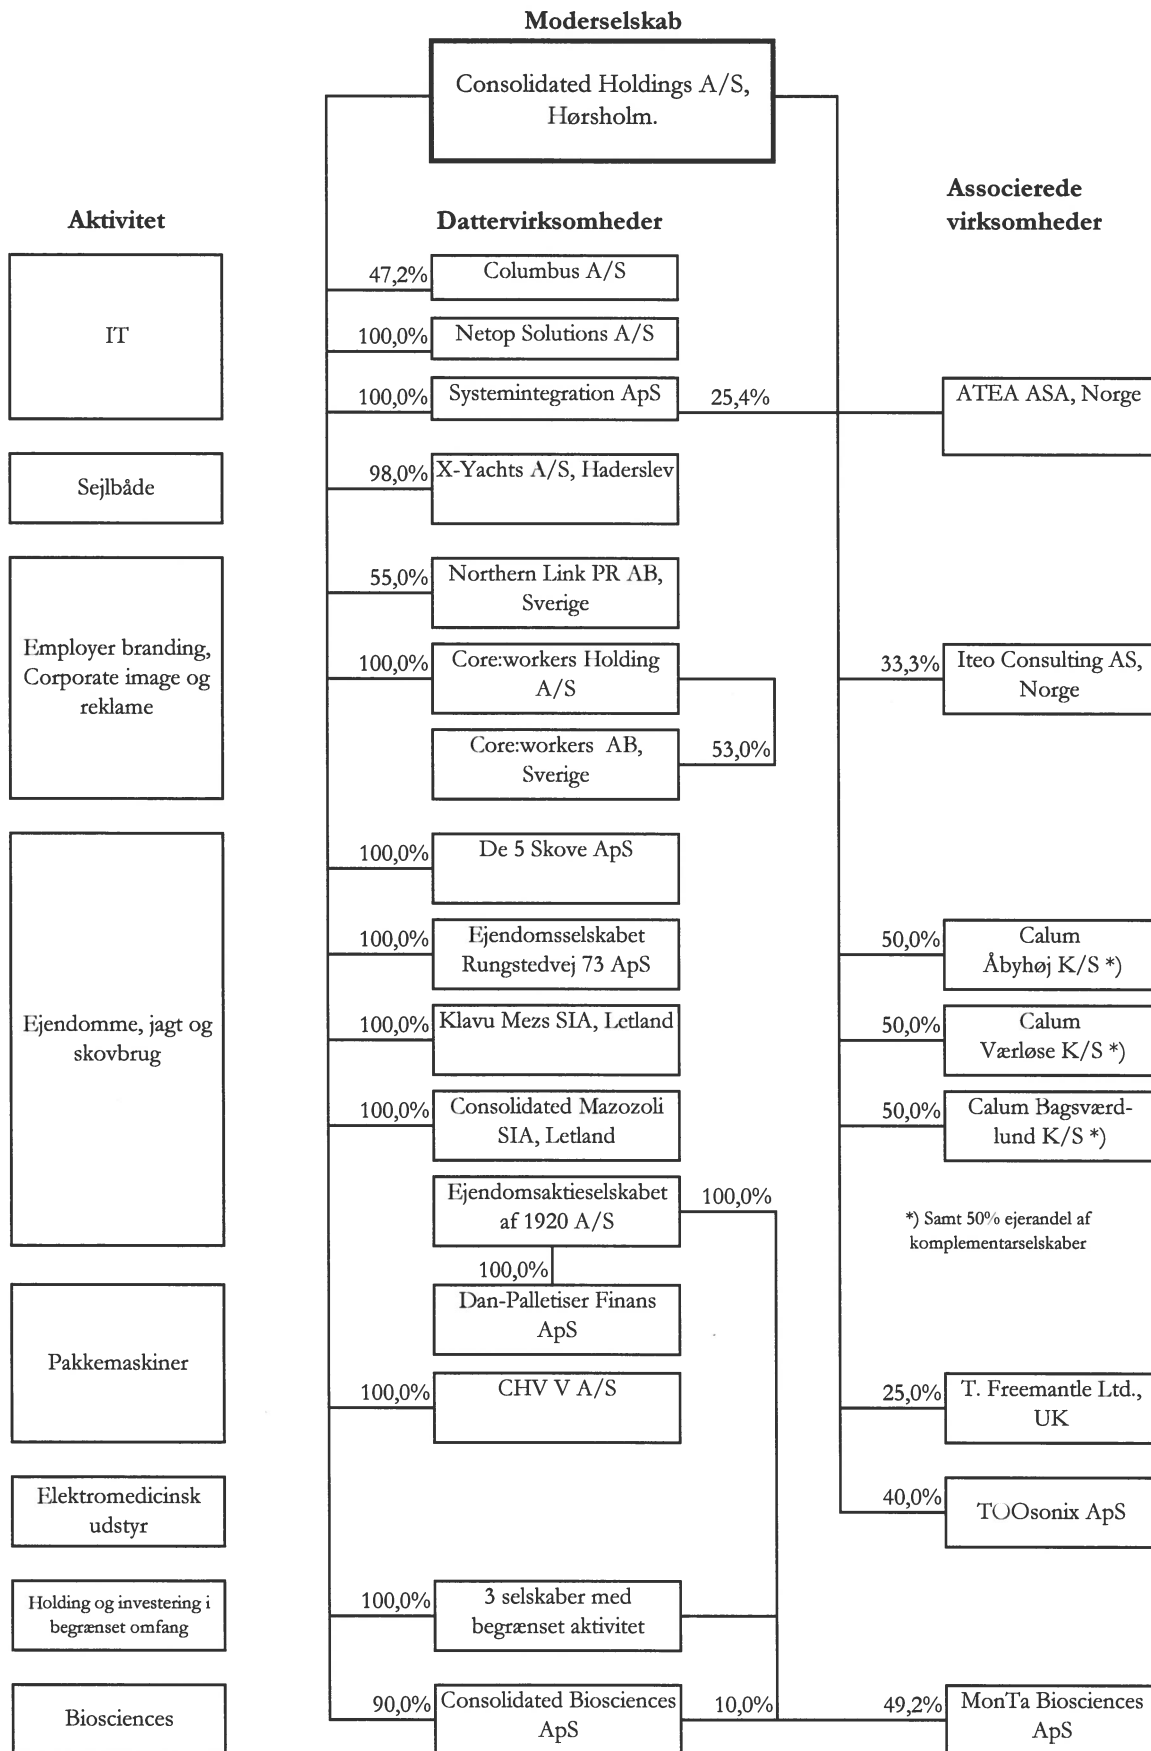 Moderselskab
Consolidated Holdings A/S,
Hørsholm.
Aktivitet
Dattervirksomheder
Associerede
virksomheder
IT
47,2%
Columbus A/S
100,0%
Netop Solutions A/S
100,0%
Systemintegration ApS
25,4%
ATEA ASA, Norge
Sejlbåde
98,0%
X-Yachts A/S, Haderslev
Employer branding,
Corporate image og
reklame
55,0%
Northern Link PR AB,
Sverige
100,0%
Core:workers Holding
A/S
33,3%
Iteo Consulting AS,
Norge
Core:workers AB,
Sverige
53,0%
Ejendomme, jagt og
skovbrug
100,0%
De 5 Skove ApS
100,0%
Ejendomsselskabet
Rungstedvej 73 ApS
50,0%
Calum
Åbyhøj K/S *)
100,0%
Klavu Mezs SIA, Letland
50,0%
Calum
Værløse K/S *)
100,0%
Consolidated Mazozoli
SIA, Letland
50,0%
Calum Bagsværd-
lund K/S *)
Ejendomsaktieselskabet
af 1920 A/S
100,0%
*) Samt 50% ejerandel af
komplementarselskaber
100,0%
Dan-Palletiser Finans
ApS
Pakkemaskiner
100,0%
CHV V A/S
25,0%
T. Freemantle Ltd.,
UK
Elektromedicinsk
udstyr
40,0%
TOOsonix ApS
Holding og investering i
begrænset omfang
100,0%
3 selskaber med
begrænset aktivitet
Biosciences
90,0%
Consolidated Biosciences
ApS
10,0%
49,2%
MonTa Biosciences
ApS